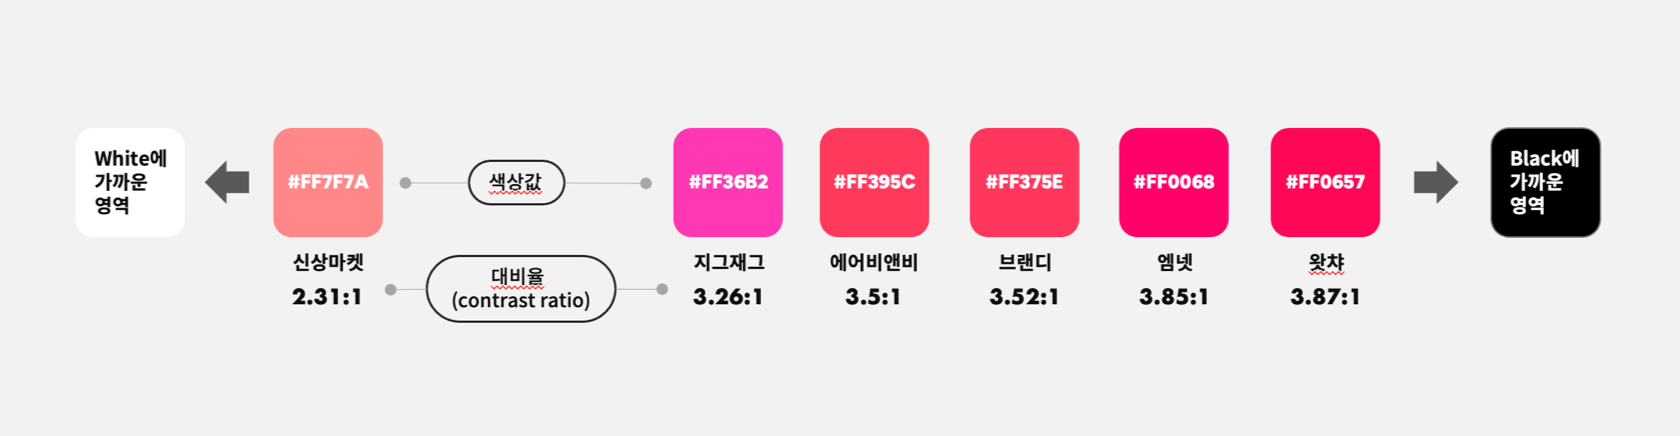 White에
가까운
영역
#FF7F7A
신상마켓
2.31:1
색상값
대비율
(contrast ratio)
#FF36B2
지그재그
3.26:1
#FF395C
에어비앤비
3.5:1
#FF375E
브랜디
3.52:1
#FF0068
엠넷
3.85:1
#FF0657
왓챠
3.87:1
Black에
가까운
영역